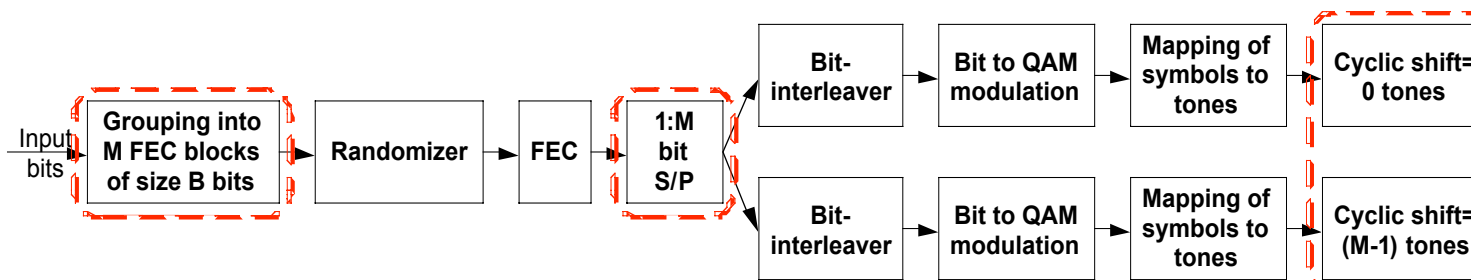 Input
bits
Grouping into
M FEC blocks
of size B bits
Randomizer
FEC
1:M
bit
S/P
Bit-
interleaver
Bit to QAM
modulation
Mapping of
symbols to
tones
Cyclic shift=
0 tones
Bit-
interleaver
Bit to QAM
modulation
Mapping of
symbols to
tones
Cyclic shift=
(M-1) tones